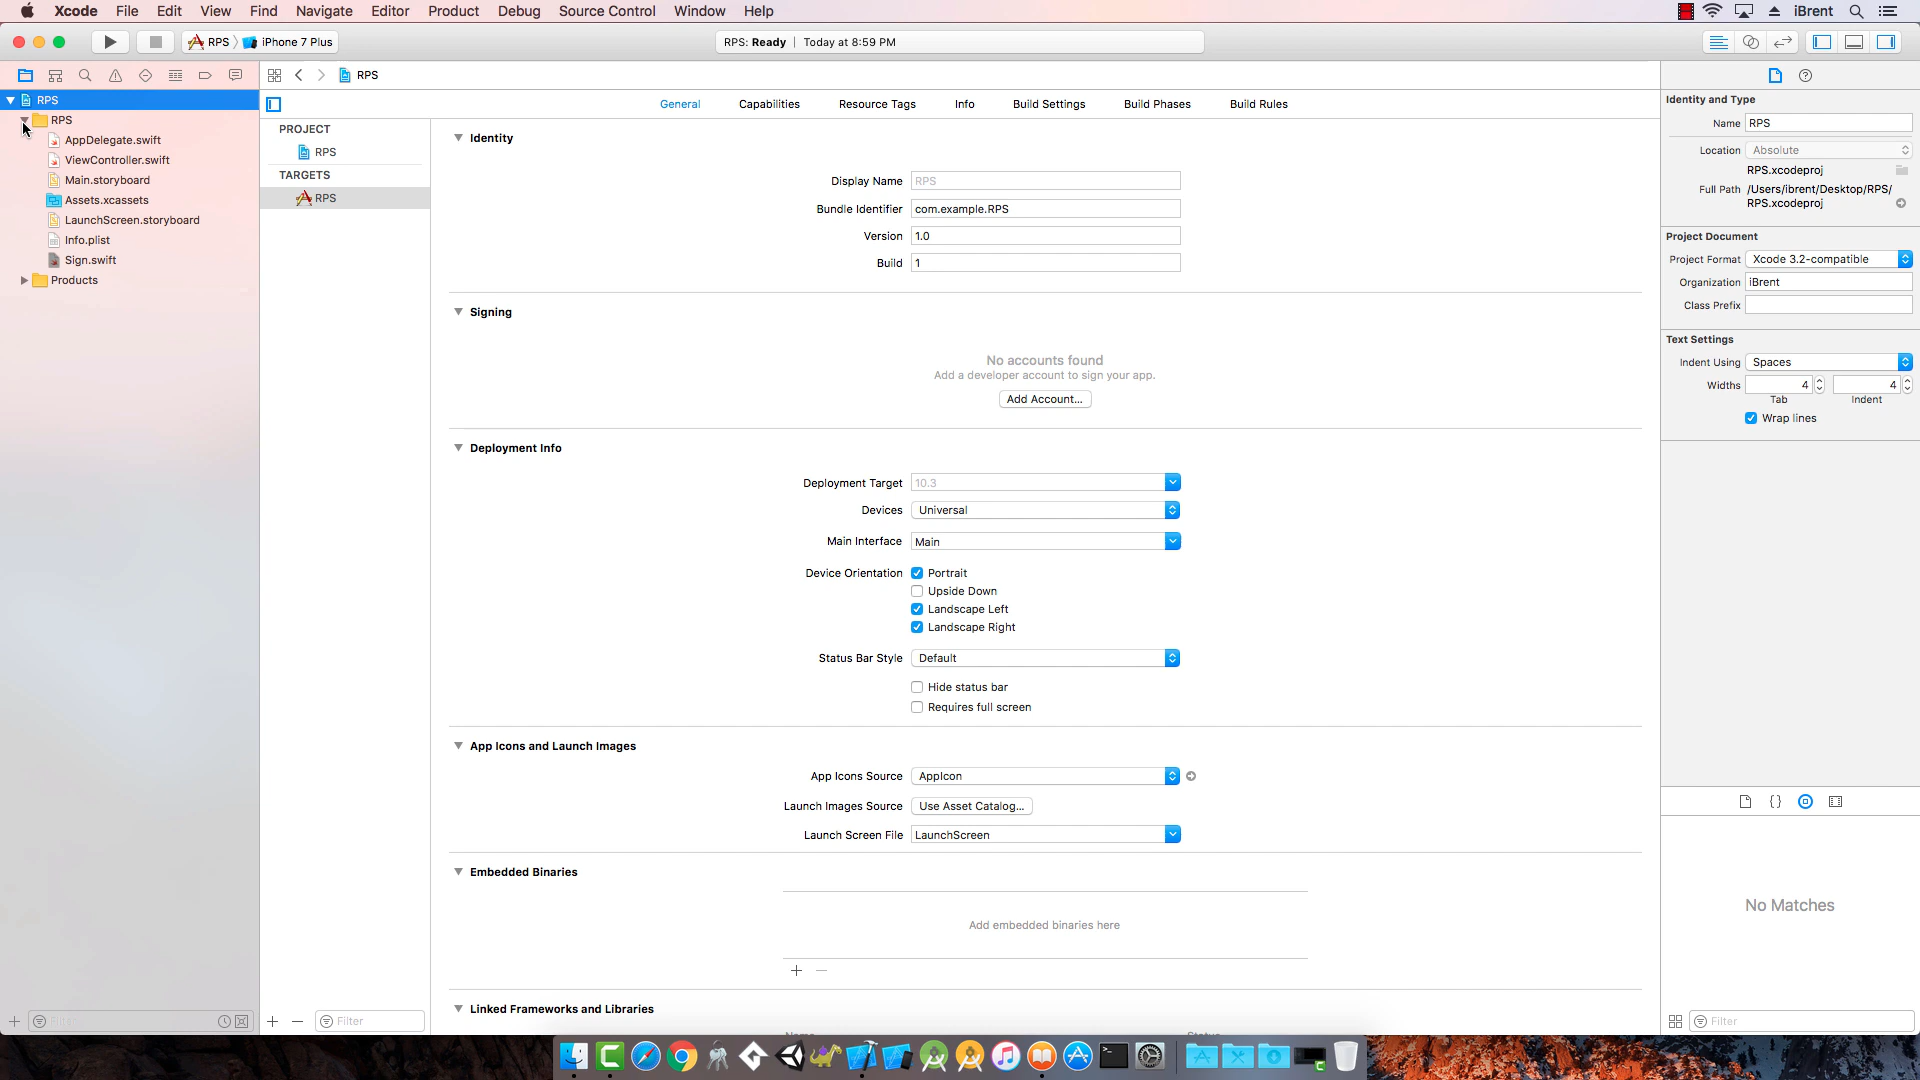 Xcode File Edit View Find Navigate Editor Product Debug Source Control Window Help iBrent
RPS iPhone 7 Plus RPS: Ready | Today at 8:59 PM
RPS
RPS
AppDelegate.swift
ViewController.swift
Main.storyboard
Assets.xcassets
LaunchScreen.storyboard
Info.plist
Sign.swift
Products
Filter
RPS
General Capabilities Resource Tags Info Build Settings Build Phases Build Rules
PROJECT
RPS
TARGETS
RPS
Filter
Identity
Display Name RPS
Bundle Identifier com.example.RPS
Version 1.0
Build 1
Signing
No accounts found
Add a developer account to sign your app.
Add Account...
Deployment Info
Deployment Target 10.3
Devices Universal
Main Interface Main
Device Orientation Portrait
Upside Down
Landscape Left
Landscape Right
Status Bar Style Default
Hide status bar
Requires full screen
App Icons and Launch Images
App Icons Source AppIcon
Launch Images Source Use Asset Catalog...
Launch Screen File LaunchScreen
Embedded Binaries
Add embedded binaries here
Linked Frameworks and Libraries
Name Status
Identity and Type
Name RPS
Location Absolute
RPS.xcodeproj
Full Path /Users/ibrent/Desktop/RPS/
RPS.xcodeproj
Project Document
Project Format Xcode 3.2-compatible
Organization iBrent
Class Prefix
Text Settings
Indent Using Spaces
Widths 4 4
Tab Indent
Wrap lines
No Matches
Filter